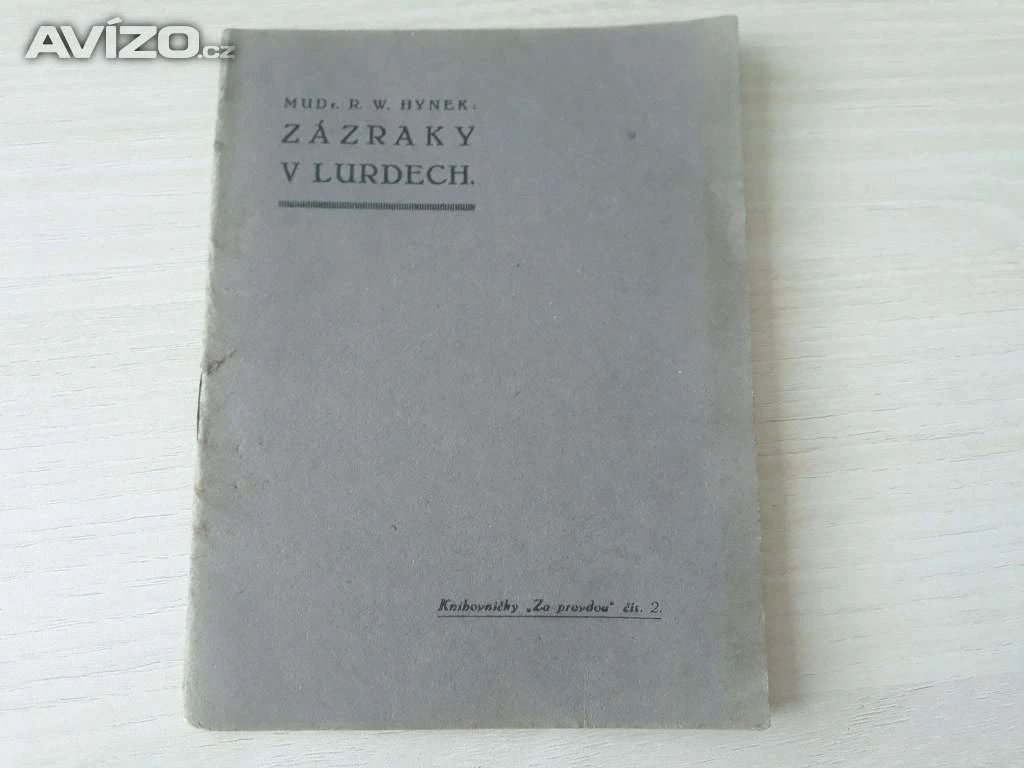 AVÍZO.cz
MUDr. R. W. HYNEK:
ZÁZRAKY
V LURDECH.
Knihovničky „Za pravdou“ čís. 2.